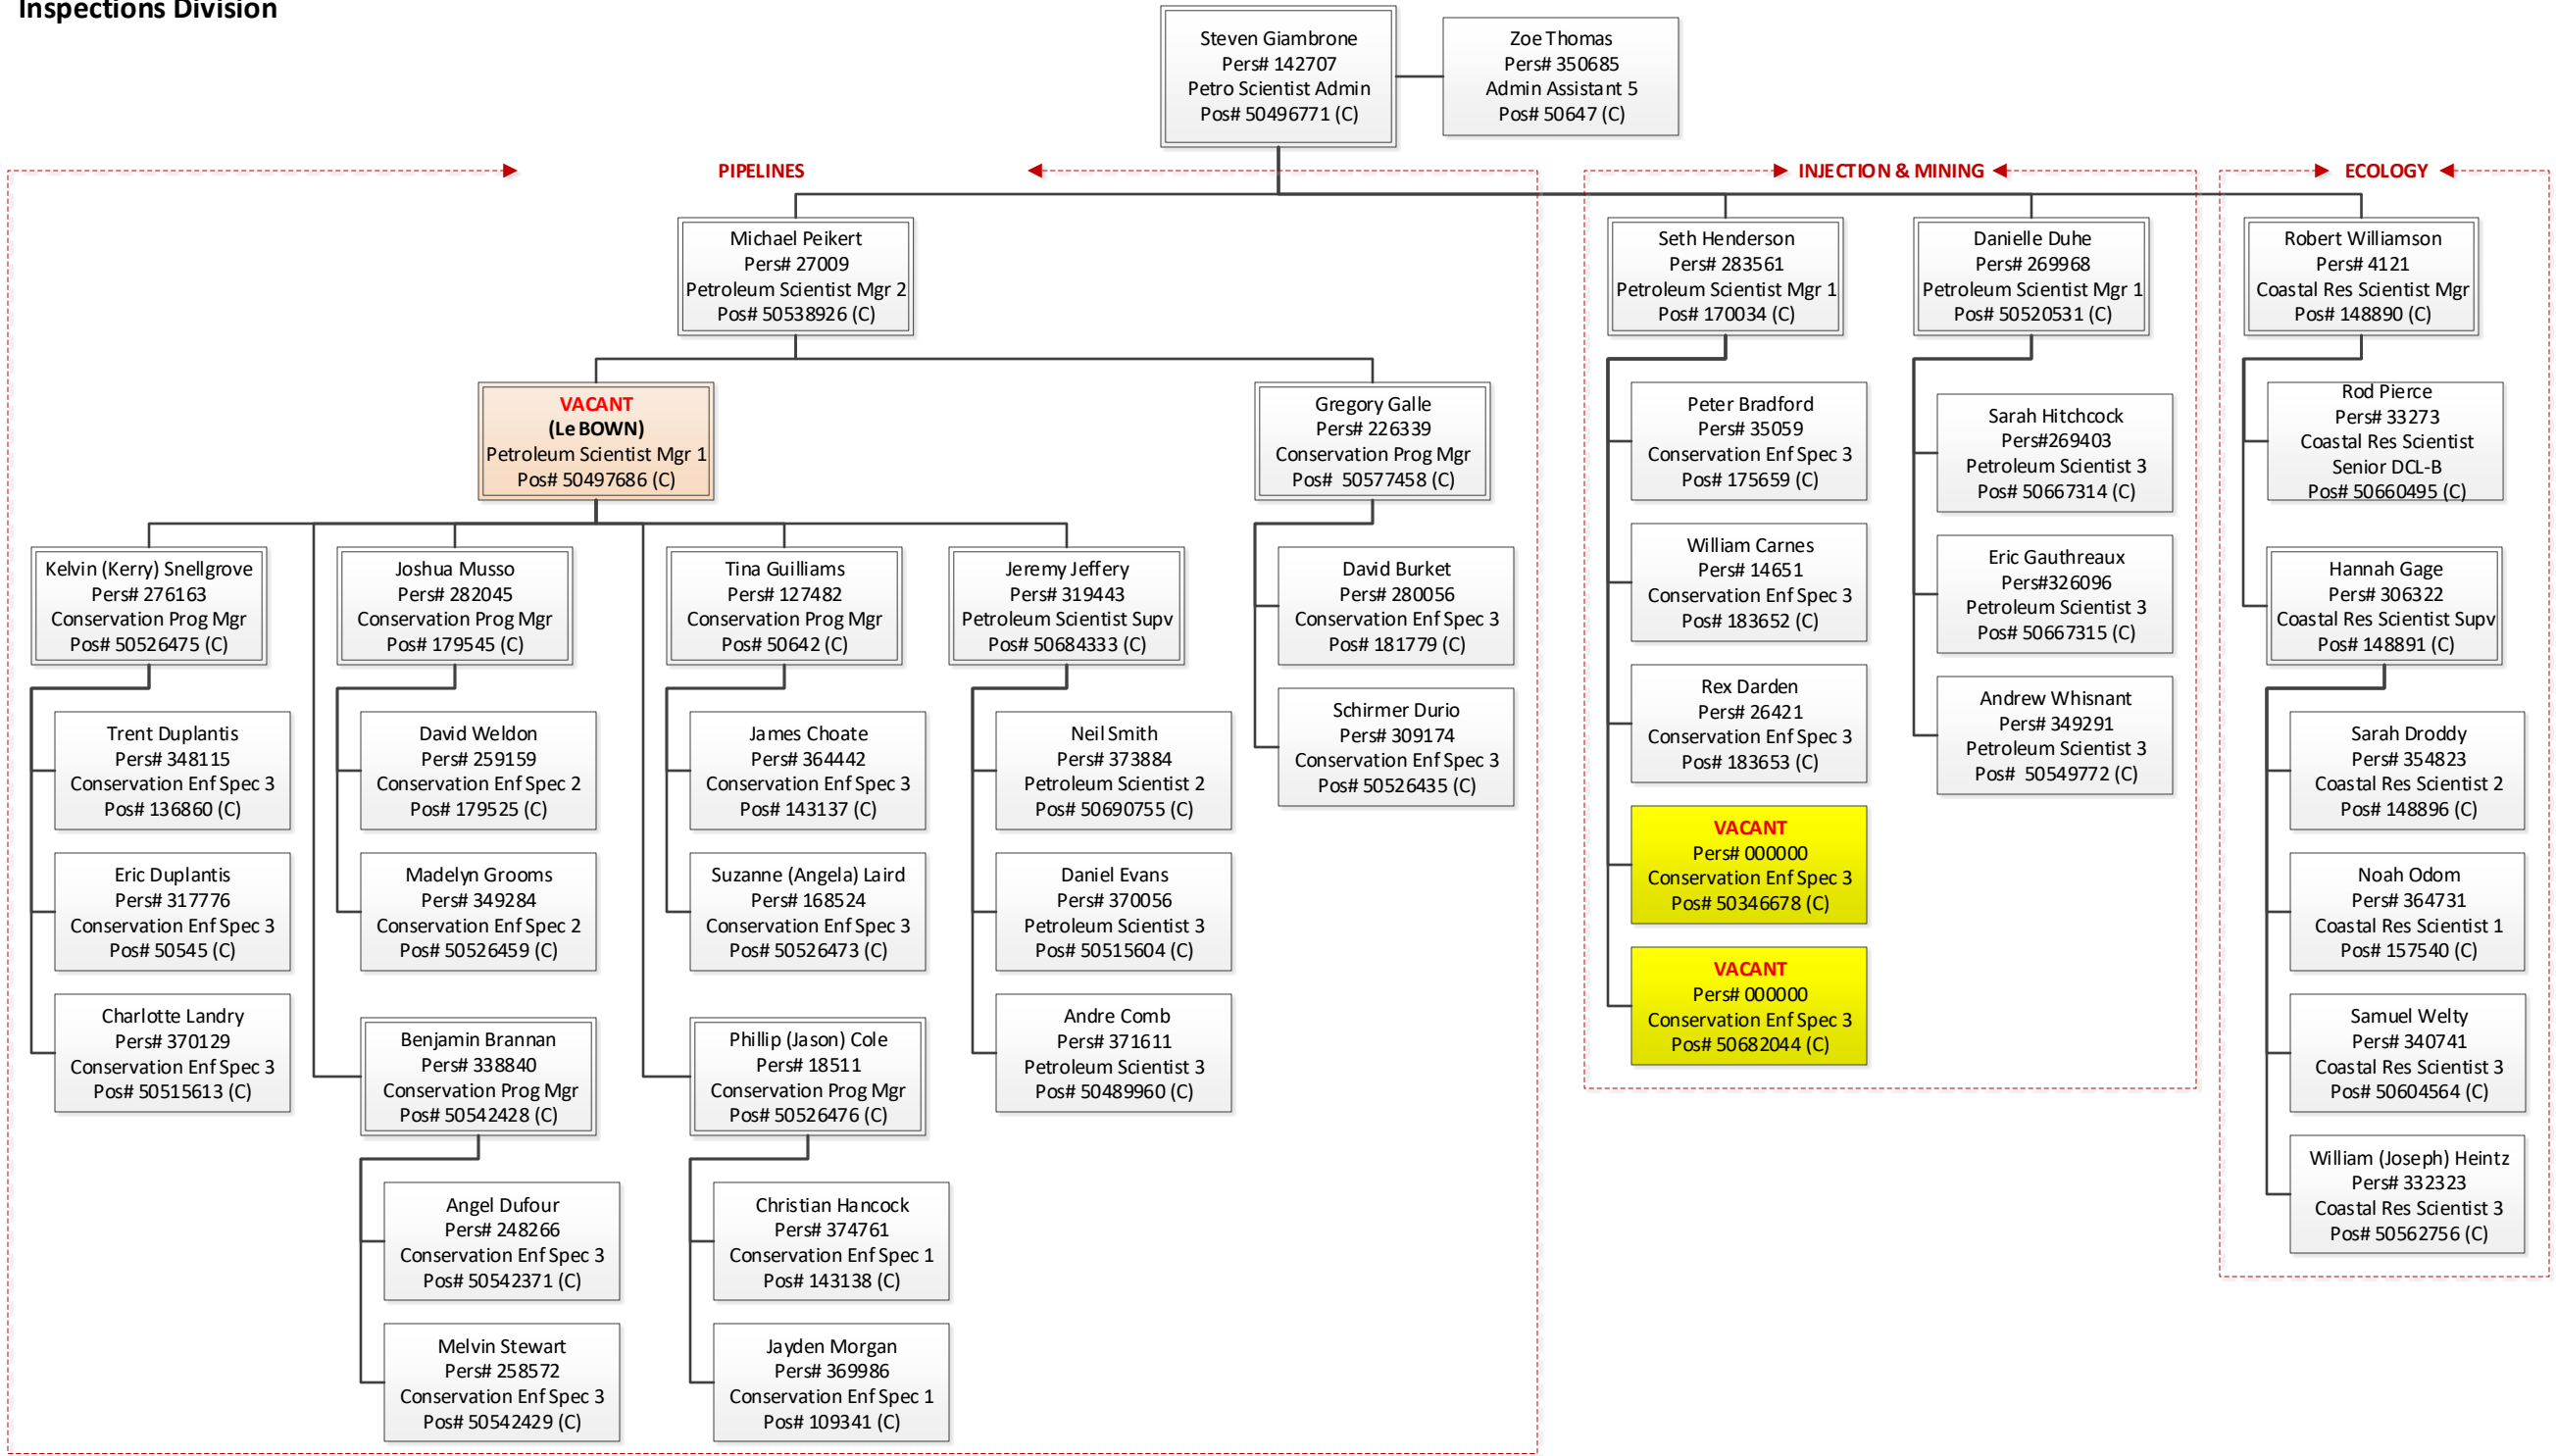 Inspections Division
Steven Giambrone
Pers# 142707
Petro Scientist Admin
Pos# 50496771 (C)
Zoe Thomas
Pers# 350685
Admin Assistant 5
Pos# 50647 (C)
PIPELINES
INJECTION & MINING
ECOLOGY
Michael Peikert
Pers# 27009
Petroleum Scientist Mgr 2
Pos# 50538926 (C)
Seth Henderson
Pers# 283561
Petroleum Scientist Mgr 1
Pos# 170034 (C)
Danielle Duhe
Pers# 269968
Petroleum Scientist Mgr 1
Pos# 50520531 (C)
Robert Williamson
Pers# 4121
Coastal Res Scientist Mgr
Pos# 148890 (C)
VACANT
(Le BOWN)
Petroleum Scientist Mgr 1
Pos# 50497686 (C)
Gregory Galle
Pers# 226339
Conservation Prog Mgr
Pos#  50577458 (C)
Kelvin (Kerry) Snellgrove
Pers# 276163
Conservation Prog Mgr
Pos# 50526475 (C)
Trent Duplantis
Pers# 348115
Conservation Enf Spec 3
Pos# 136860 (C)
Eric Duplantis
Pers# 317776
Conservation Enf Spec 3
Pos# 50545 (C)
Charlotte Landry
Pers# 370129
Conservation Enf Spec 3
Pos# 50515613 (C)
Joshua Musso
Pers# 282045
Conservation Prog Mgr
Pos# 179545 (C)
David Weldon
Pers# 259159
Conservation Enf Spec 2
Pos# 179525 (C)
Madelyn Grooms
Pers# 349284
Conservation Enf Spec 2
Pos# 50526459 (C)
Benjamin Brannan
Pers# 338840
Conservation Prog Mgr
Pos# 50542428 (C)
Angel Dufour
Pers# 248266
Conservation Enf Spec 3
Pos# 50542371 (C)
Melvin Stewart
Pers# 258572
Conservation Enf Spec 3
Pos# 50542429 (C)
Tina Guilliams
Pers# 127482
Conservation Prog Mgr
Pos# 50642 (C)
James Choate
Pers# 364442
Conservation Enf Spec 3
Pos# 143137 (C)
Suzanne (Angela) Laird
Pers# 168524
Conservation Enf Spec 3
Pos# 50526473 (C)
Phillip (Jason) Cole
Pers# 18511
Conservation Prog Mgr
Pos# 50526476 (C)
Christian Hancock
Pers# 374761
Conservation Enf Spec 1
Pos# 143138 (C)
Jayden Morgan
Pers# 369986
Conservation Enf Spec 1
Pos# 109341 (C)
Jeremy Jeffery
Pers# 319443
Petroleum Scientist Supv
Pos# 50684333 (C)
Neil Smith
Pers# 373884
Petroleum Scientist 2
Pos# 50690755 (C)
Daniel Evans
Pers# 370056
Petroleum Scientist 3
Pos# 50515604 (C)
Andre Comb
Pers# 371611
Petroleum Scientist 3
Pos# 50489960 (C)
David Burket
Pers# 280056
Conservation Enf Spec 3
Pos# 181779 (C)
Schirmer Durio
Pers# 309174
Conservation Enf Spec 3
Pos# 50526435 (C)
Peter Bradford
Pers# 35059
Conservation Enf Spec 3
Pos# 175659 (C)
William Carnes
Pers# 14651
Conservation Enf Spec 3
Pos# 183652 (C)
Rex Darden
Pers# 26421
Conservation Enf Spec 3
Pos# 183653 (C)
VACANT
Pers# 000000
Conservation Enf Spec 3
Pos# 50346678 (C)
VACANT
Pers# 000000
Conservation Enf Spec 3
Pos# 50682044 (C)
Sarah Hitchcock
Pers#269403
Petroleum Scientist 3
Pos# 50667314 (C)
Eric Gauthreaux
Pers#326096
Petroleum Scientist 3
Pos# 50667315 (C)
Andrew Whisnant
Pers# 349291
Petroleum Scientist 3
Pos#  50549772 (C)
Rod Pierce
Pers# 33273
Coastal Res Scientist
Senior DCL-B
Pos# 50660495 (C)
Hannah Gage
Pers# 306322
Coastal Res Scientist Supv
Pos# 148891 (C)
Sarah Droddy
Pers# 354823
Coastal Res Scientist 2
Pos# 148896 (C)
Noah Odom
Pers# 364731
Coastal Res Scientist 1
Pos# 157540 (C)
Samuel Welty
Pers# 340741
Coastal Res Scientist 3
Pos# 50604564 (C)
William (Joseph) Heintz
Pers# 332323
Coastal Res Scientist 3
Pos# 50562756 (C)